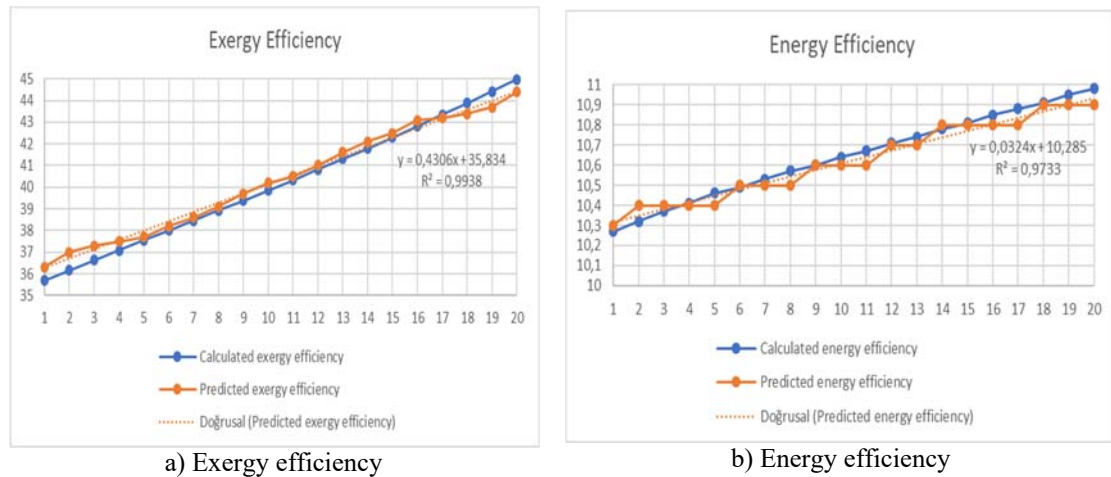 Exergy Efficiency
45
44
43
42
41
40
39
38
37
36
35
y = 0,4306x + 35,834
R² = 0,9938
1 2 3 4 5 6 7 8 9 10 11 12 13 14 15 16 17 18 19 20
Calculated exergy efficiency
Predicted exergy efficiency
Doğrusal (Predicted exergy efficiency)
a) Exergy efficiency
Energy Efficiency
11
10,9
10,8
10,7
10,6
10,5
10,4
10,3
10,2
10,1
10
y = 0,0324x + 10,285
R² = 0,9733
1 2 3 4 5 6 7 8 9 10 11 12 13 14 15 16 17 18 19 20
Calculated energy efficiency
Predicted energy efficiency
Doğrusal (Predicted energy efficiency)
b) Energy efficiency